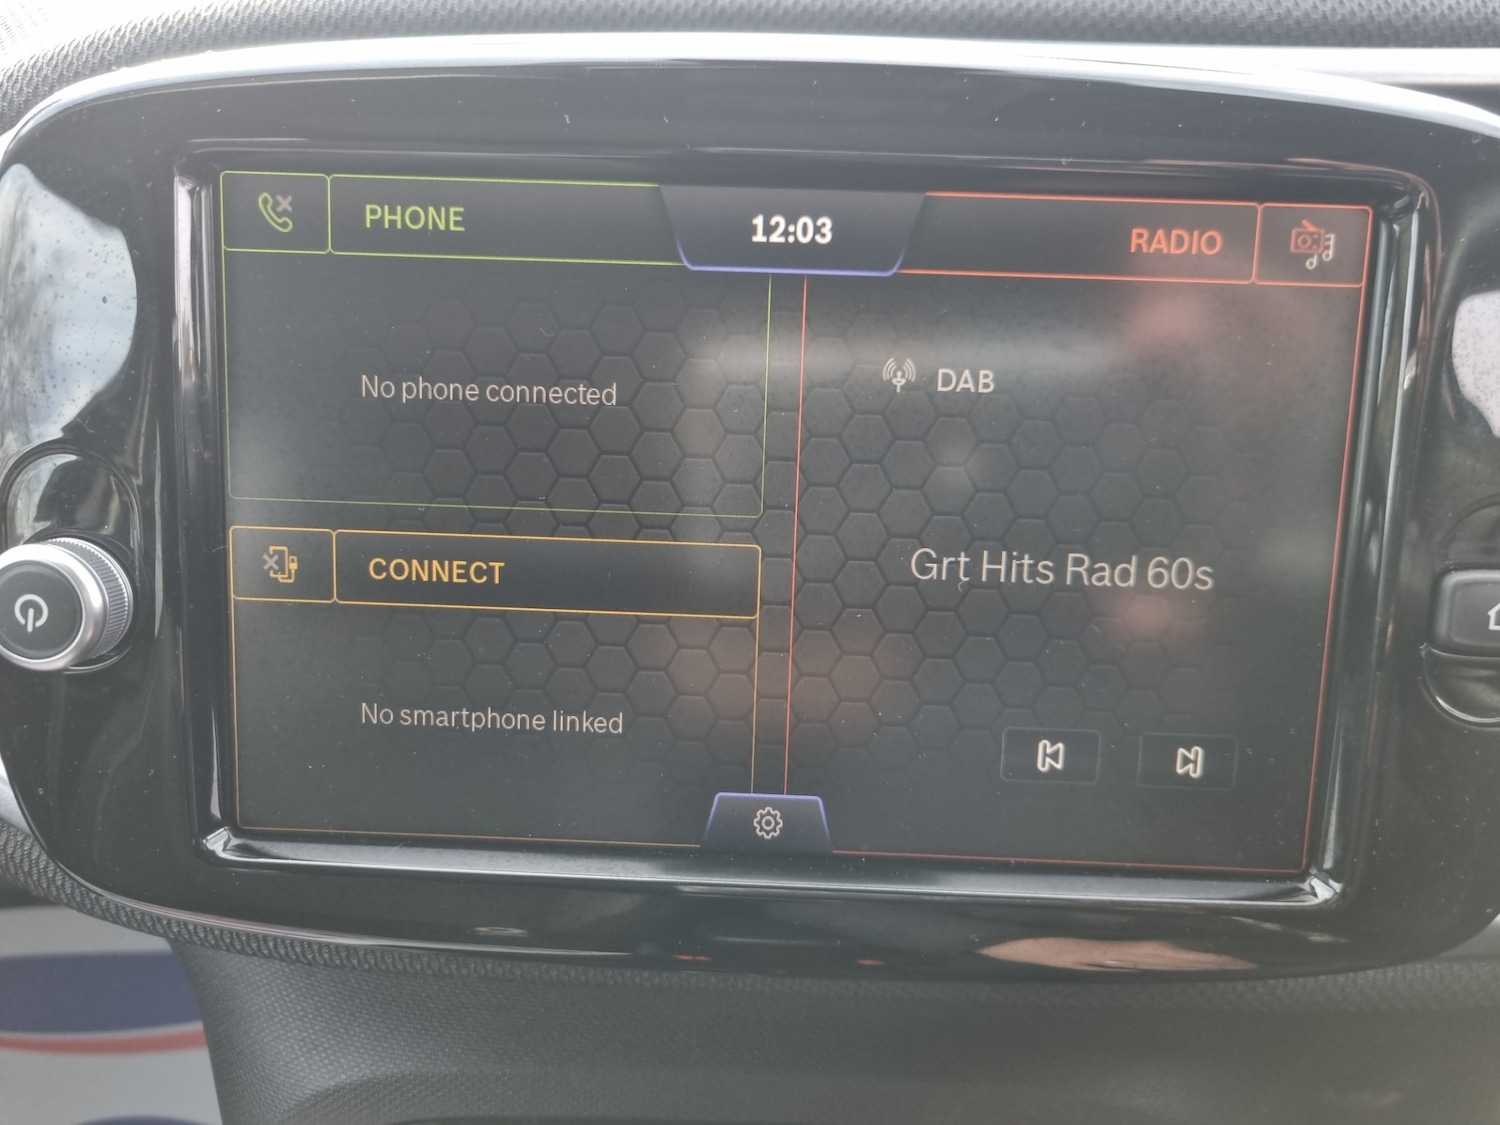 PHONE
12:03
RADIO
No phone connected
DAB
CONNECT
Grt Hits Rad 60s
No smartphone linked